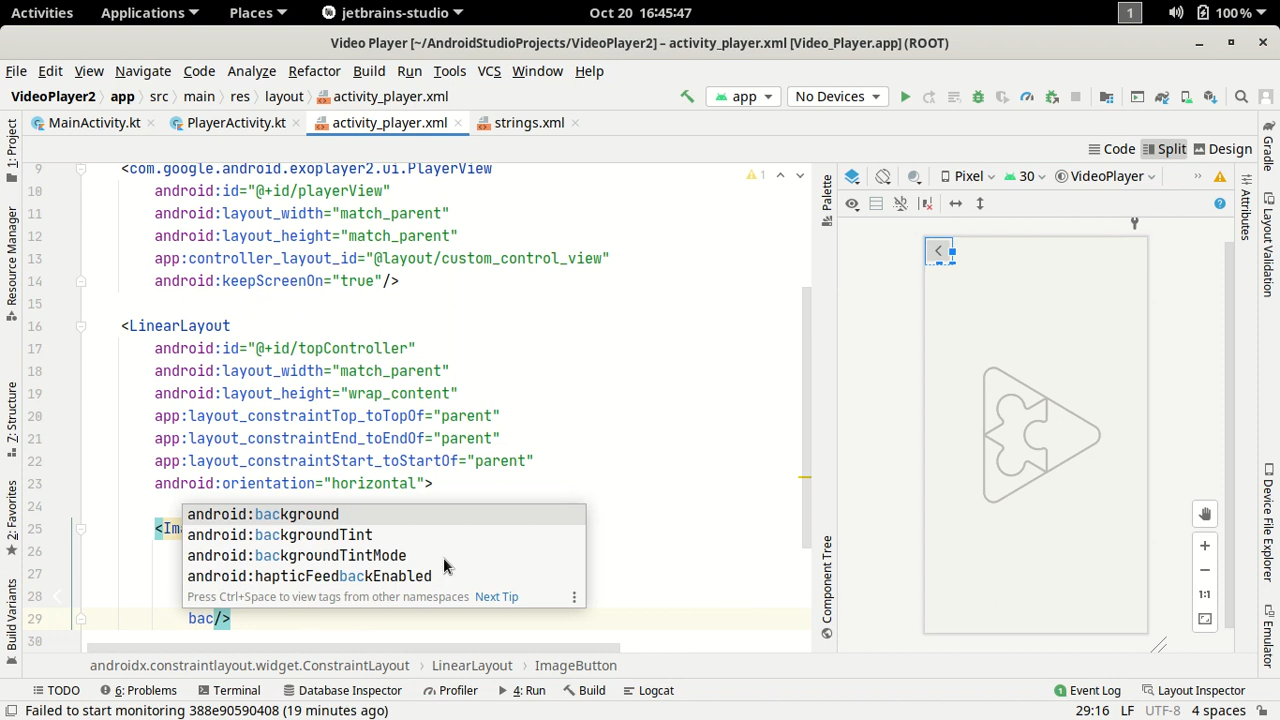 Activities Applications Places jetbrains-studio Oct 20 16:45:47 1 100%
Video Player [~/AndroidStudioProjects/VideoPlayer2] – activity_player.xml [Video_Player.app] (ROOT)
File Edit View Navigate Code Analyze Refactor Build Run Tools VCS Window Help
VideoPlayer2 app src main res layout activity_player.xml app No Devices
MainActivity.kt PlayerActivity.kt activity_player.xml strings.xml
Code Split Design
1: Project
Resource Manager
7: Structure
2: Favorites
Build Variants
9 <com.google.android.exoplayer2.ui.PlayerView
10 android:id="@+id/playerView"
11 android:layout_width="match_parent"
12 android:layout_height="match_parent"
13 app:controller_layout_id="@layout/custom_control_view"
14 android:keepScreenOn="true"/>
15
16 <LinearLayout
17 android:id="@+id/topController"
18 android:layout_width="match_parent"
19 android:layout_height="wrap_content"
20 app:layout_constraintTop_toTopOf="parent"
21 app:layout_constraintEnd_toEndOf="parent"
22 app:layout_constraintStart_toStartOf="parent"
23 android:orientation="horizontal">
24
25 <Ima
26
27
28
29 bac/>
30
android:background
android:backgroundTint
android:backgroundTintMode
android:hapticFeedbackEnabled
Press Ctrl+Space to view tags from other namespaces Next Tip
1
Palette
Component Tree
Pixel 30 VideoPlayer
1:1
Attributes
Gradle
Layout Validation
Device File Explorer
Emulator
androidx.constraintlayout.widget.ConstraintLayout LinearLayout ImageButton
TODO 6: Problems Terminal Database Inspector Profiler 4: Run Build Logcat 1 Event Log Layout Inspector
Failed to start monitoring 388e90590408 (19 minutes ago) 29:16 LF UTF-8 4 spaces